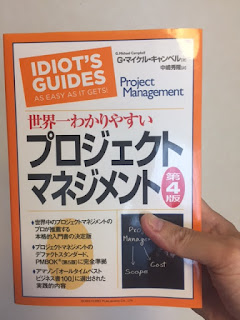 IDIOT'S GUIDES
AS EASY AS IT GETS!
G. Michael Campbell
G・マイケル・キャンベル
中嶋秀隆
Project
Management
世界一わかりやすい
プロジェクト
マネジメント
第4版
世界中のプロジェクトマネジメントの
プロが推薦する
本格的入門書の決定版
プロジェクトマネジメントの
デファクトスタンダード、
PMBOK®
に完全準拠
アマゾン「オールタイムベスト
ビジネス書100」に選出された
実践的内容
Cost
Scope